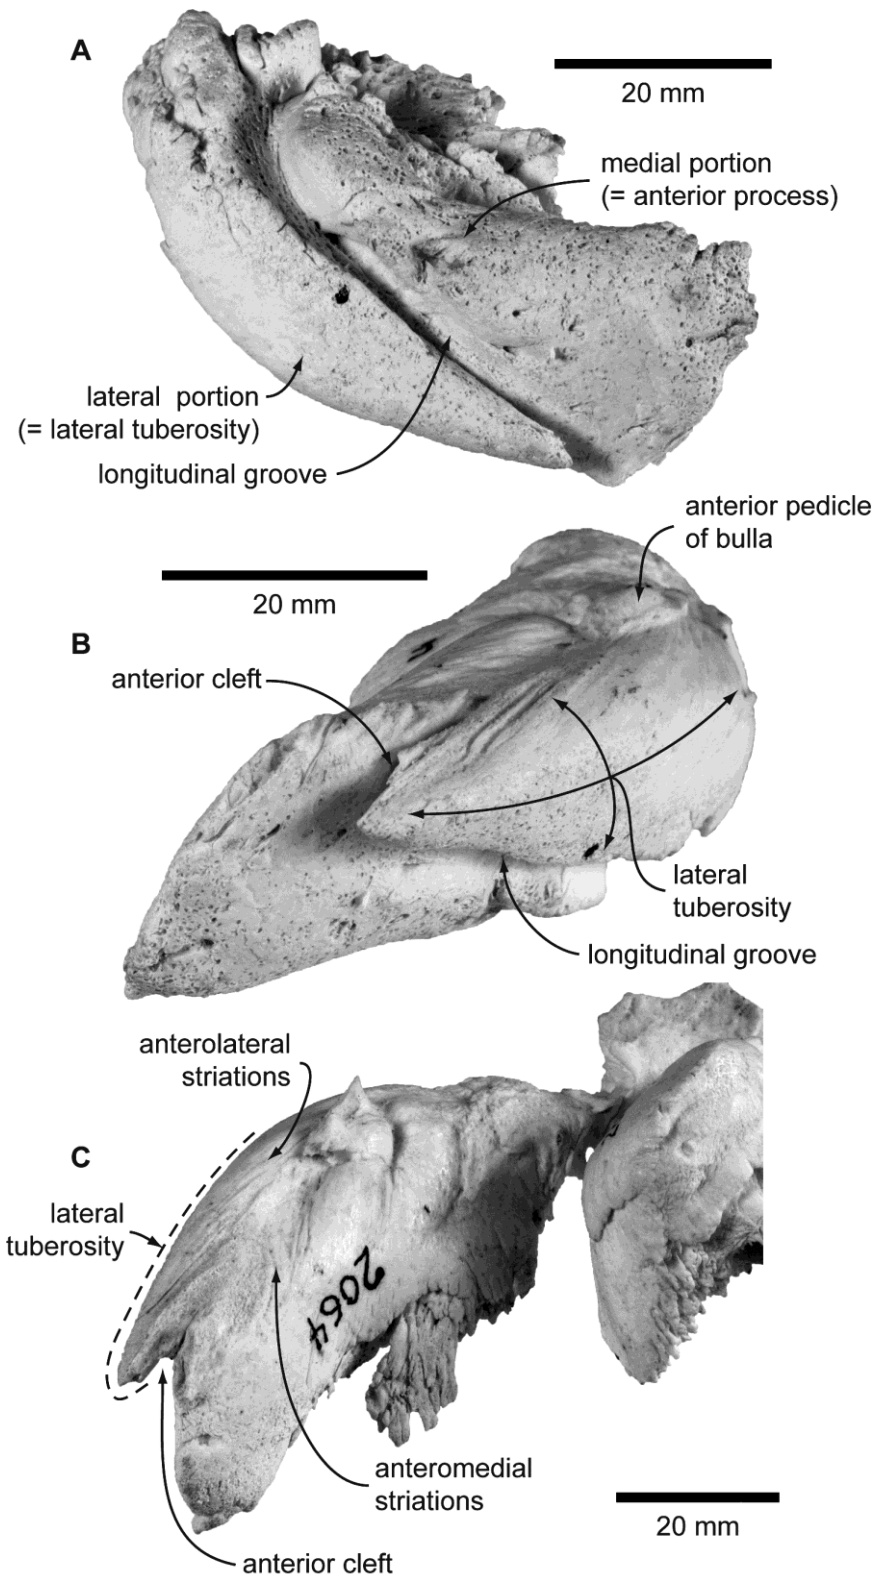 A
20 mm
medial portion
(= anterior process)
lateral portion
(= lateral tuberosity)
longitudinal groove
anterior pedicle
of bulla
20 mm
B
anterior cleft
lateral
tuberosity
longitudinal groove
anterolateral
striations
C
lateral
tuberosity
2064
anteromedial
striations
20 mm
anterior cleft